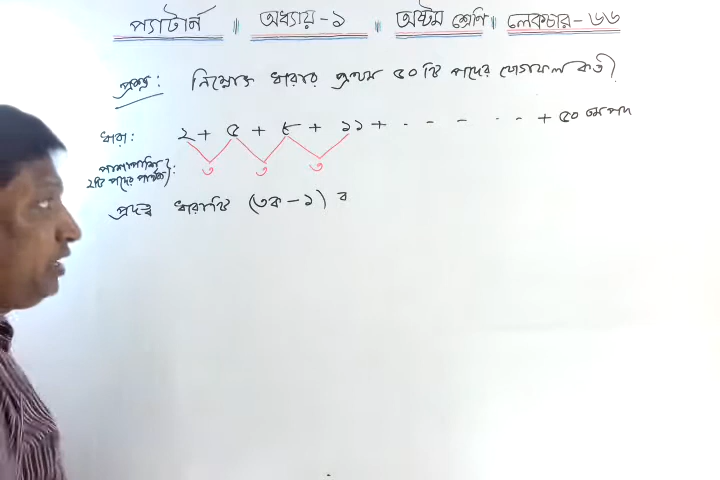 প্যাটার্ন ॥ অধ্যায় - ১ ॥ অষ্টম শ্রেণি ॥ লেকচার - ৬৬
প্রশ্ন: নিম্নোক্ত ধারার প্রথম ৫০টি পদের যোগফল কত?
ধারা: ২ + ৫ + ৮ + ১১ + . - - - . . + ৫০ তম পদ
পাশাপাশি
২টি পদের পার্থক্য: ৩ ৩ ৩
প্রদত্ত ধারাটি (৩ক - ১) ব